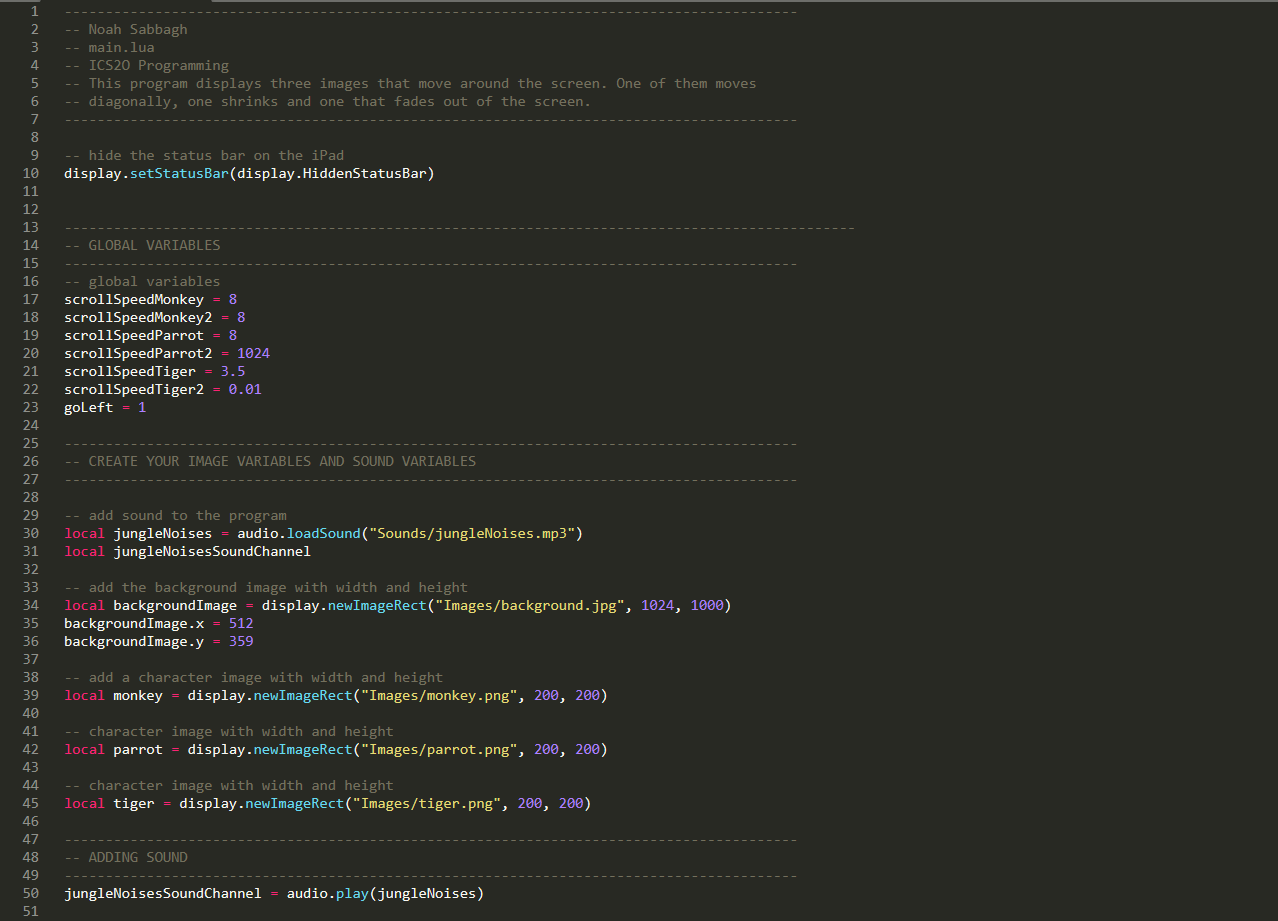 1 -----------------------------------------------------------------------------------------
2 -- Noah Sabbagh
3 -- main.lua
4 -- ICS2O Programming
5 -- This program displays three images that move around the screen. One of them moves
6 -- diagonally, one shrinks and one that fades out of the screen.
7 -----------------------------------------------------------------------------------------
8
9 -- hide the status bar on the iPad
10 display.setStatusBar(display.HiddenStatusBar)
11
12
13 ------------------------------------------------------------------------------------------------
14 -- GLOBAL VARIABLES
15 -----------------------------------------------------------------------------------------
16 -- global variables
17 scrollSpeedMonkey = 8
18 scrollSpeedMonkey2 = 8
19 scrollSpeedParrot = 8
20 scrollSpeedParrot2 = 1024
21 scrollSpeedTiger = 3.5
22 scrollSpeedTiger2 = 0.01
23 goLeft = 1
24
25 -----------------------------------------------------------------------------------------
26 -- CREATE YOUR IMAGE VARIABLES AND SOUND VARIABLES
27 -----------------------------------------------------------------------------------------
28
29 -- add sound to the program
30 local jungleNoises = audio.loadSound("Sounds/jungleNoises.mp3")
31 local jungleNoisesSoundChannel
32
33 -- add the background image with width and height
34 local backgroundImage = display.newImageRect("Images/background.jpg", 1024, 1000)
35 backgroundImage.x = 512
36 backgroundImage.y = 359
37
38 -- add a character image with width and height
39 local monkey = display.newImageRect("Images/monkey.png", 200, 200)
40
41 -- character image with width and height
42 local parrot = display.newImageRect("Images/parrot.png", 200, 200)
43
44 -- character image with width and height
45 local tiger = display.newImageRect("Images/tiger.png", 200, 200)
46
47 -----------------------------------------------------------------------------------------
48 -- ADDING SOUND
49 -----------------------------------------------------------------------------------------
50 jungleNoisesSoundChannel = audio.play(jungleNoises)
51